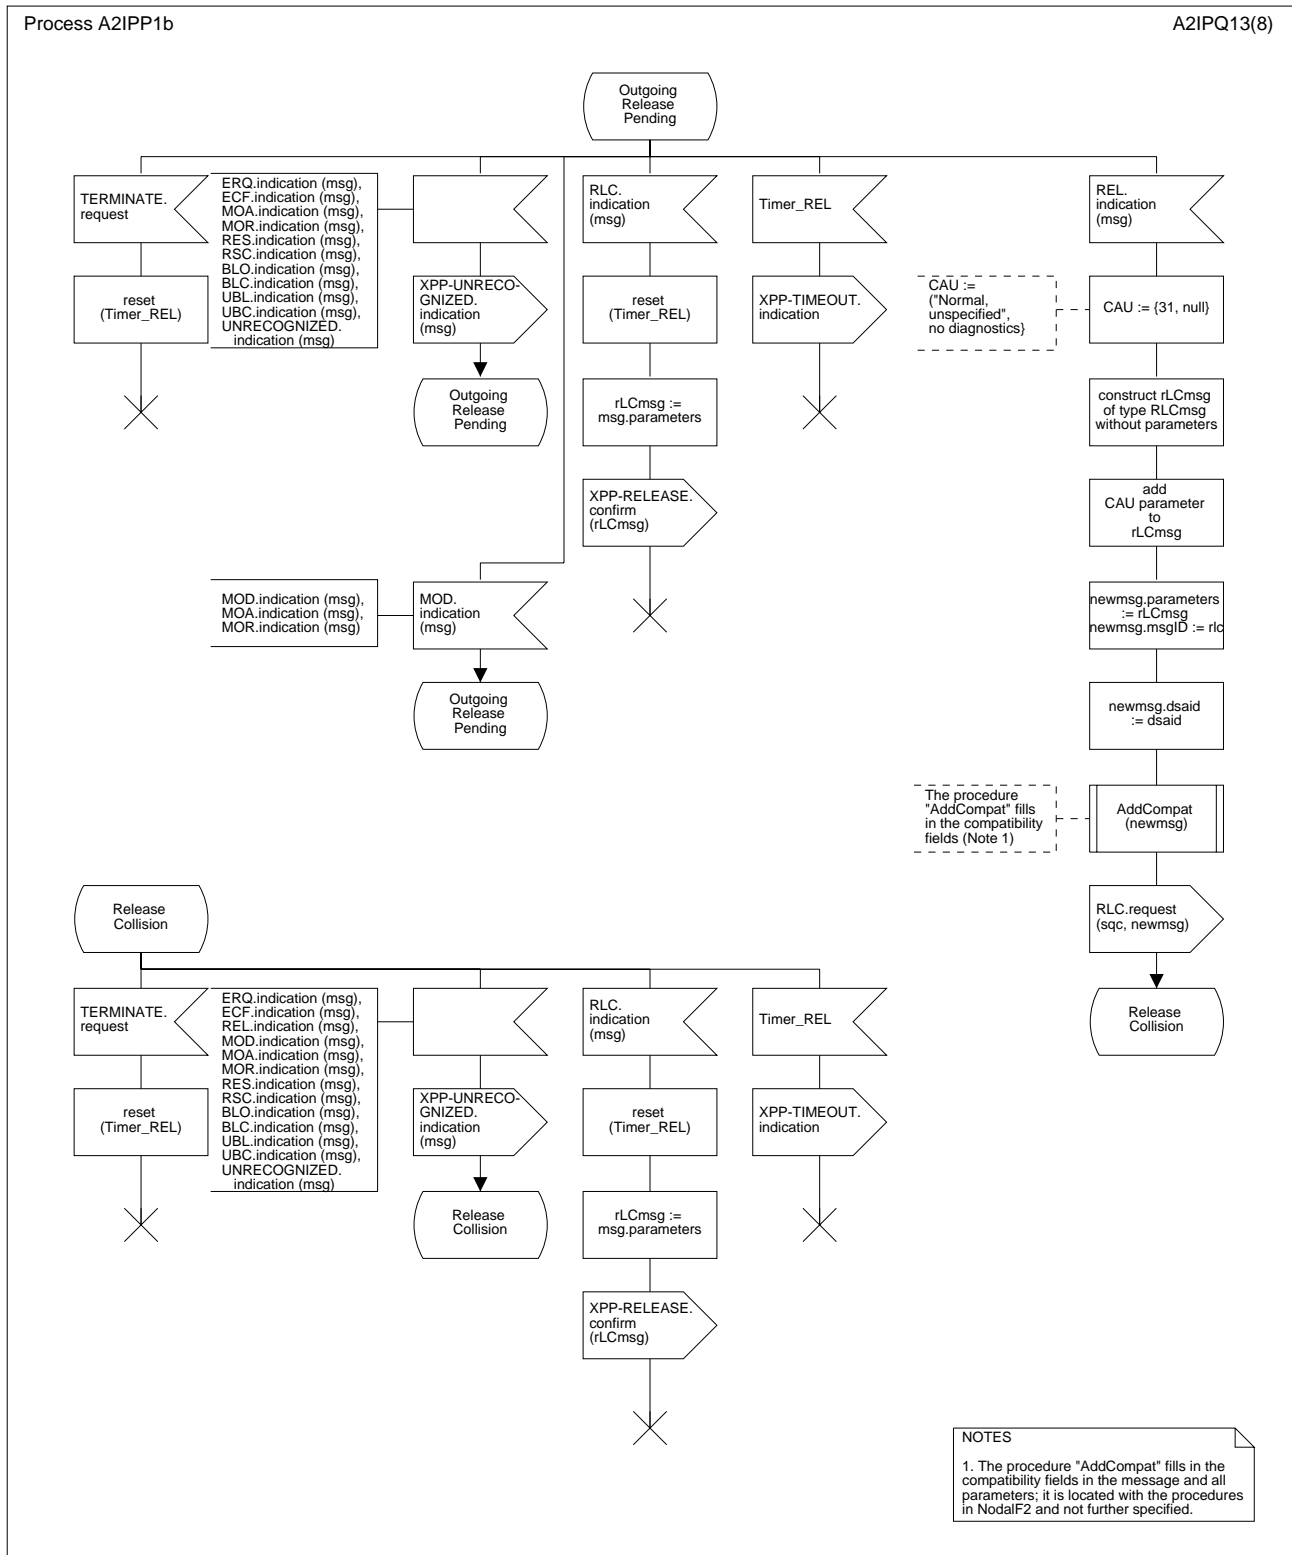 Process A2IPP1b
A2IPQ13(8)
Outgoing
Release
Pending
TERMINATE.
request
ERQ.indication (msg),
ECF.indication (msg),
MOA.indication (msg),
MOR.indication (msg),
RES.indication (msg),
RSC.indication (msg),
BLO.indication (msg),
BLC.indication (msg),
UBL.indication (msg),
UBC.indication (msg),
UNRECOGNIZED.
indication (msg)
RLC.
indication
(msg)
Timer_REL
REL.
indication
(msg)
reset
(Timer_REL)
XPP-UNRECO-
GNIZED.
indication
(msg)
reset
(Timer_REL)
XPP-TIMEOUT.
indication
CAU :=
("Normal,
unspecified",
no diagnostics}
CAU := {31, null}
Outgoing
Release
Pending
rLCmsg :=
msg.parameters
construct rLCmsg
of type RLCmsg
without parameters
XPP-RELEASE.
confirm
(rLCmsg)
add
CAU parameter
to
rLCmsg
MOD.indication (msg),
MOA.indication (msg),
MOR.indication (msg)
MOD.
indication
(msg)
newmsg.parameters
:= rLCmsg
newmsg.msgID := rlc
Outgoing
Release
Pending
newmsg.dsaid
:= dsaid
The procedure
"AddCompat" fills
in the compatibility
fields (Note 1)
AddCompat
(newmsg)
RLC.request
(sqc, newmsg)
Release
Collision
Release
Collision
TERMINATE.
request
ERQ.indication (msg),
ECF.indication (msg),
REL.indication (msg),
MOD.indication (msg),
MOA.indication (msg),
MOR.indication (msg),
RES.indication (msg),
RSC.indication (msg),
BLO.indication (msg),
BLC.indication (msg),
UBL.indication (msg),
UBC.indication (msg),
UNRECOGNIZED.
indication (msg)
RLC.
indication
(msg)
Timer_REL
reset
(Timer_REL)
XPP-UNRECO-
GNIZED.
indication
(msg)
reset
(Timer_REL)
XPP-TIMEOUT.
indication
Release
Collision
rLCmsg :=
msg.parameters
XPP-RELEASE.
confirm
(rLCmsg)
NOTES
1. The procedure "AddCompat" fills in the
compatibility fields in the message and all
parameters; it is located with the procedures
in NodalF2 and not further specified.